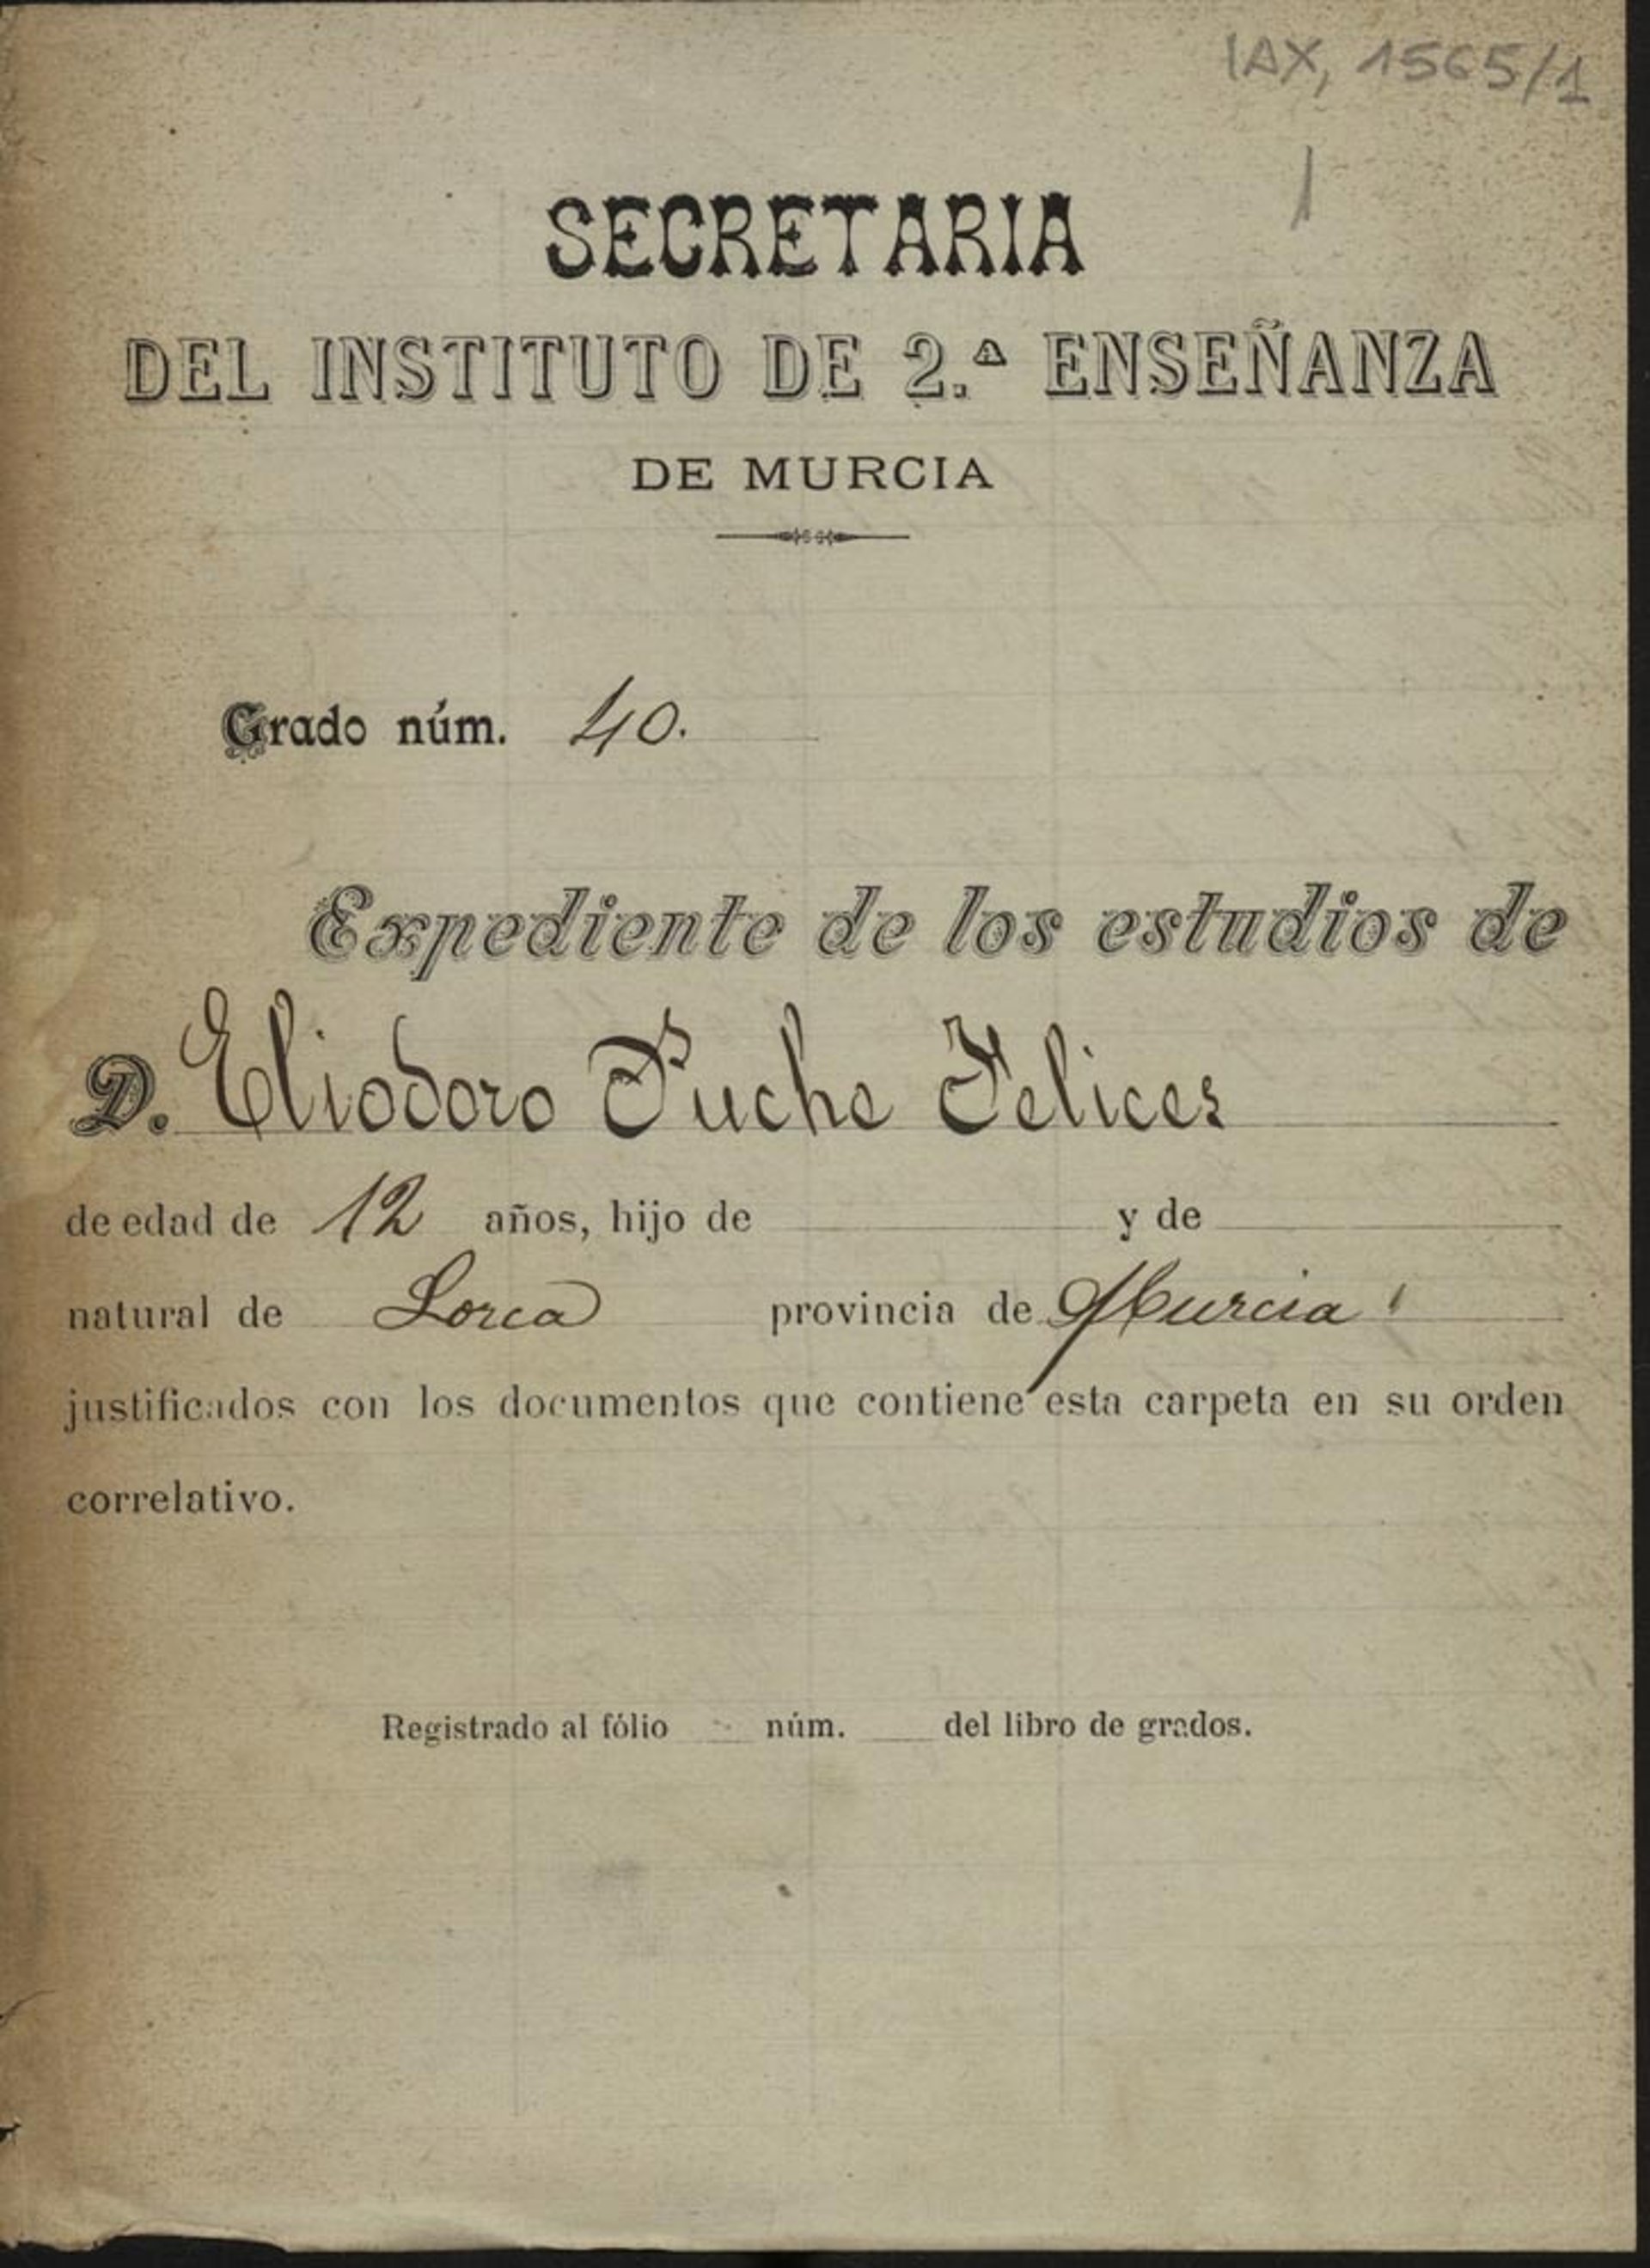 IAX, 1565/1
1
SECRETARIA
DEL INSTITUTO DE 2.ª ENSEÑANZA
DE MURCIA
Grado núm. 40.
Expediente de los estudios de
D. Eliodoro Puche Felices
de edad de 12 años, hijo de y de
natural de Lorca provincia de Murcia
justificados con los documentos que contiene esta carpeta en su orden
correlativo.
Registrado al fólio núm. del libro de grados.